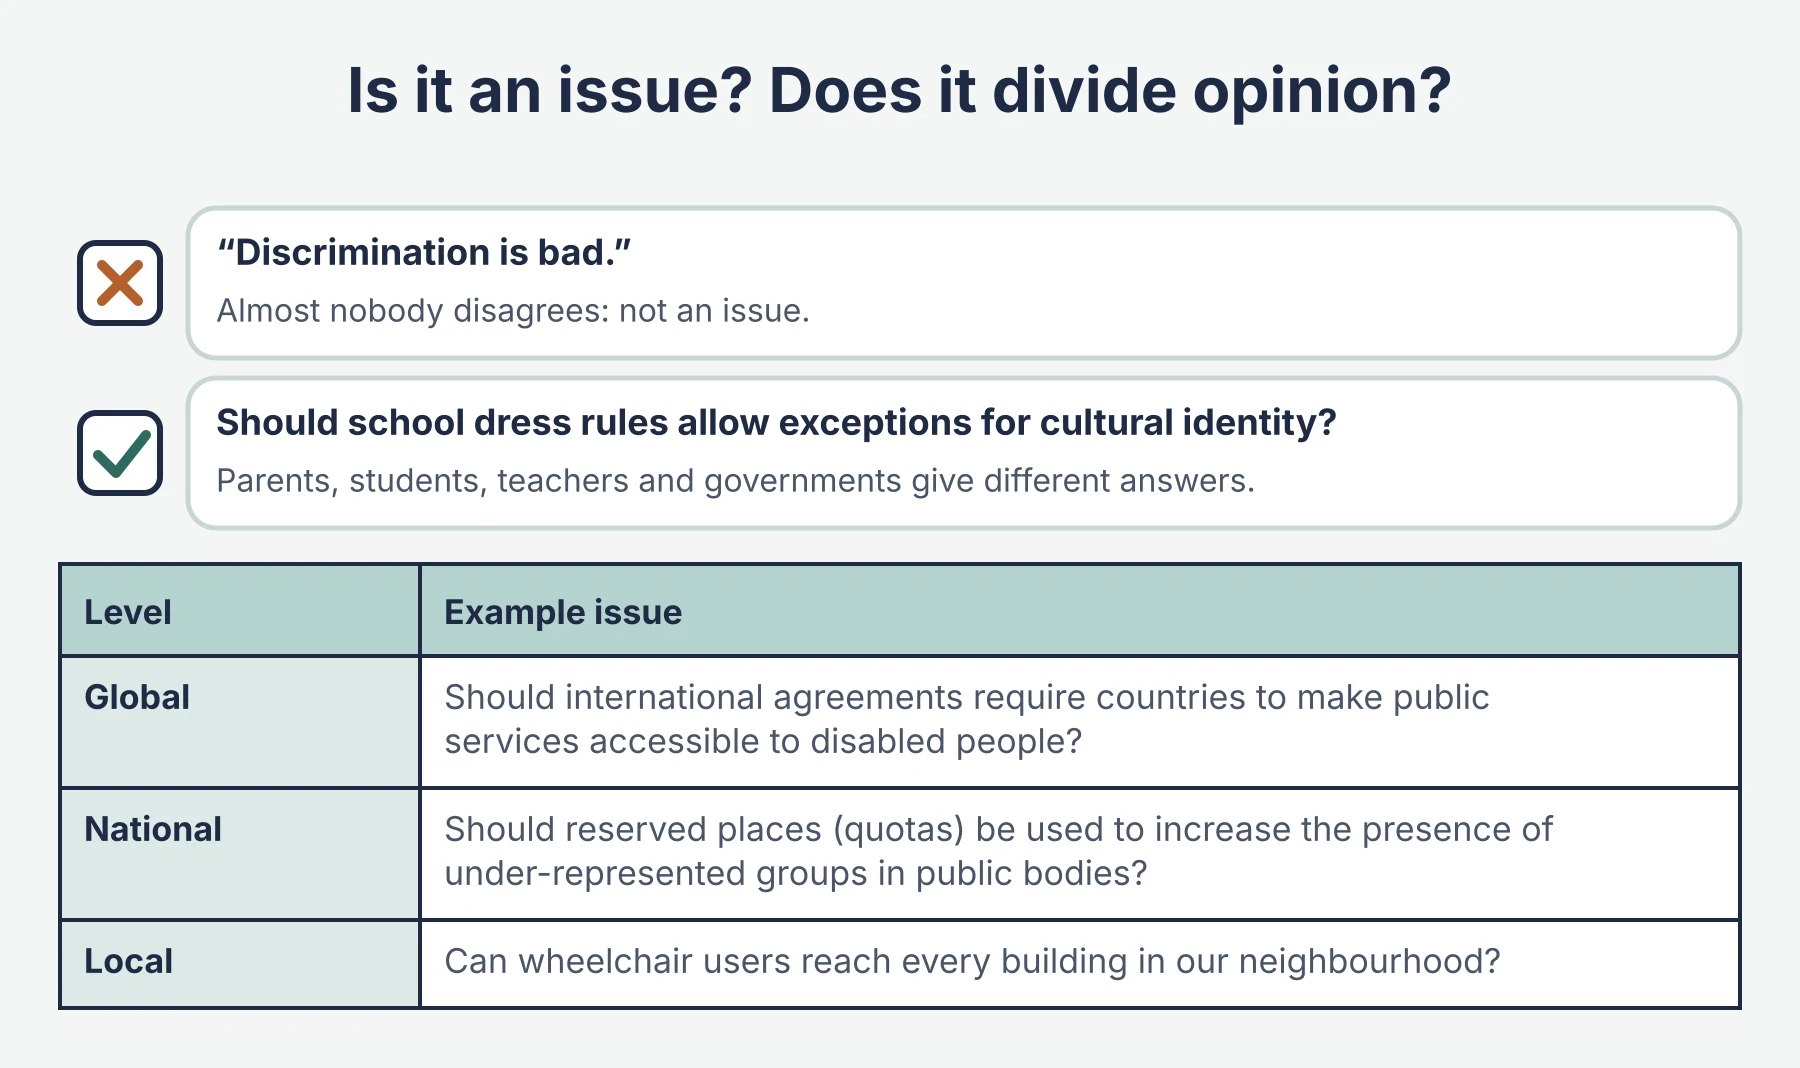 Is it an issue? Does it divide opinion?
“Discrimination is bad.”
Almost nobody disagrees: not an issue.
Should school dress rules allow exceptions for cultural identity?
Parents, students, teachers and governments give different answers.
Level
Example issue
Global
Should international agreements require countries to make public
services accessible to disabled people?
National
Should reserved places (quotas) be used to increase the presence of
under-represented groups in public bodies?
Local
Can wheelchair users reach every building in our neighbourhood?